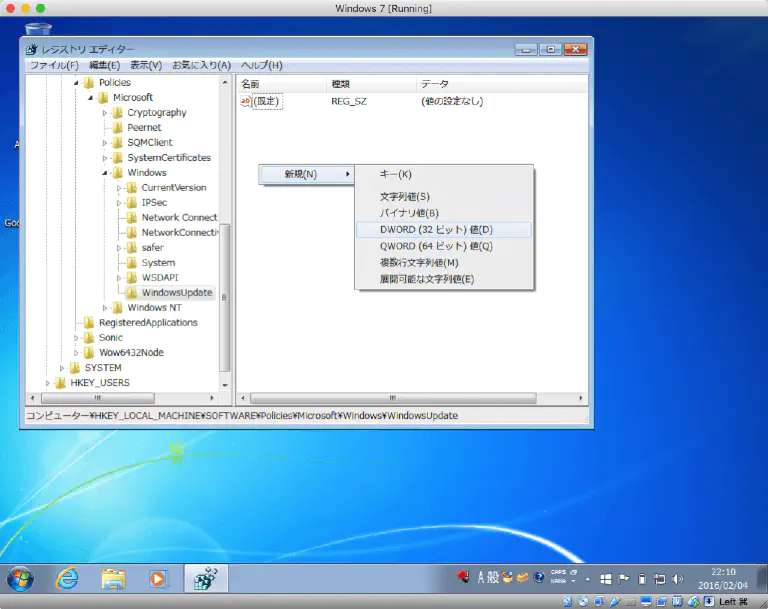 Windows 7 [Running]
レジストリ エディター
ファイル(F) 編集(E) 表示(V) お気に入り(A) ヘルプ(H)
Policies
Microsoft
Cryptography
Peernet
SQMClient
SystemCertificates
Windows
CurrentVersion
IPSec
Network Connect
NetworkConnectiv
safer
System
WSDAPI
WindowsUpdate
Windows NT
RegisteredApplications
Sonic
Wow6432Node
SYSTEM
HKEY_USERS
名前 種類 データ
ab (既定) REG_SZ (値の設定なし)
新規(N)
キー(K)
文字列値(S)
バイナリ値(B)
DWORD (32 ビット) 値(D)
QWORD (64 ビット) 値(Q)
複数行文字列値(M)
展開可能な文字列値(E)
コンピューター¥HKEY_LOCAL_MACHINE¥SOFTWARE¥Policies¥Microsoft¥Windows¥WindowsUpdate
A
Goo
A 般
CAPS
KANA
22:10
2016/02/04
Left ⌘